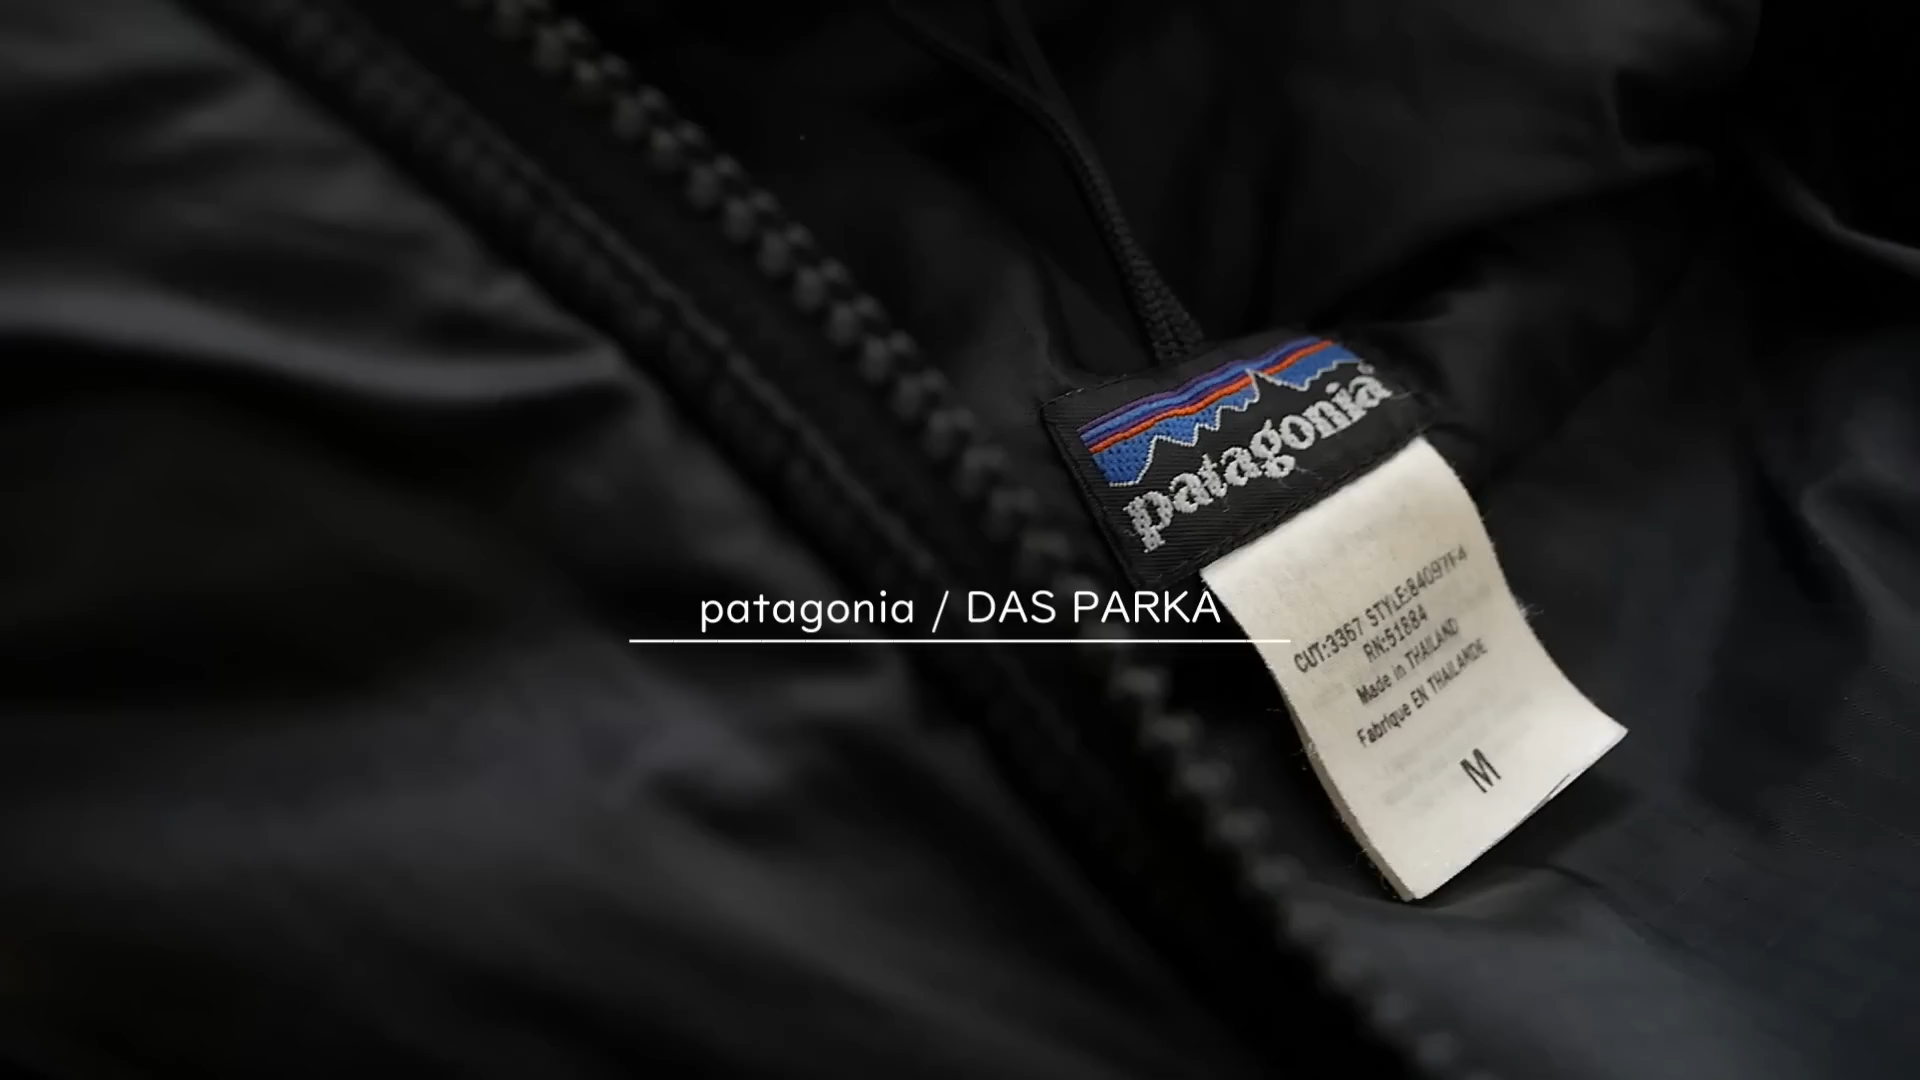 patagonia®
patagonia / DAS PARKA
CUT:3367 STYLE:84097F4
RN:51884
Made in THAILAND
Fabrique EN THAILANDE
M